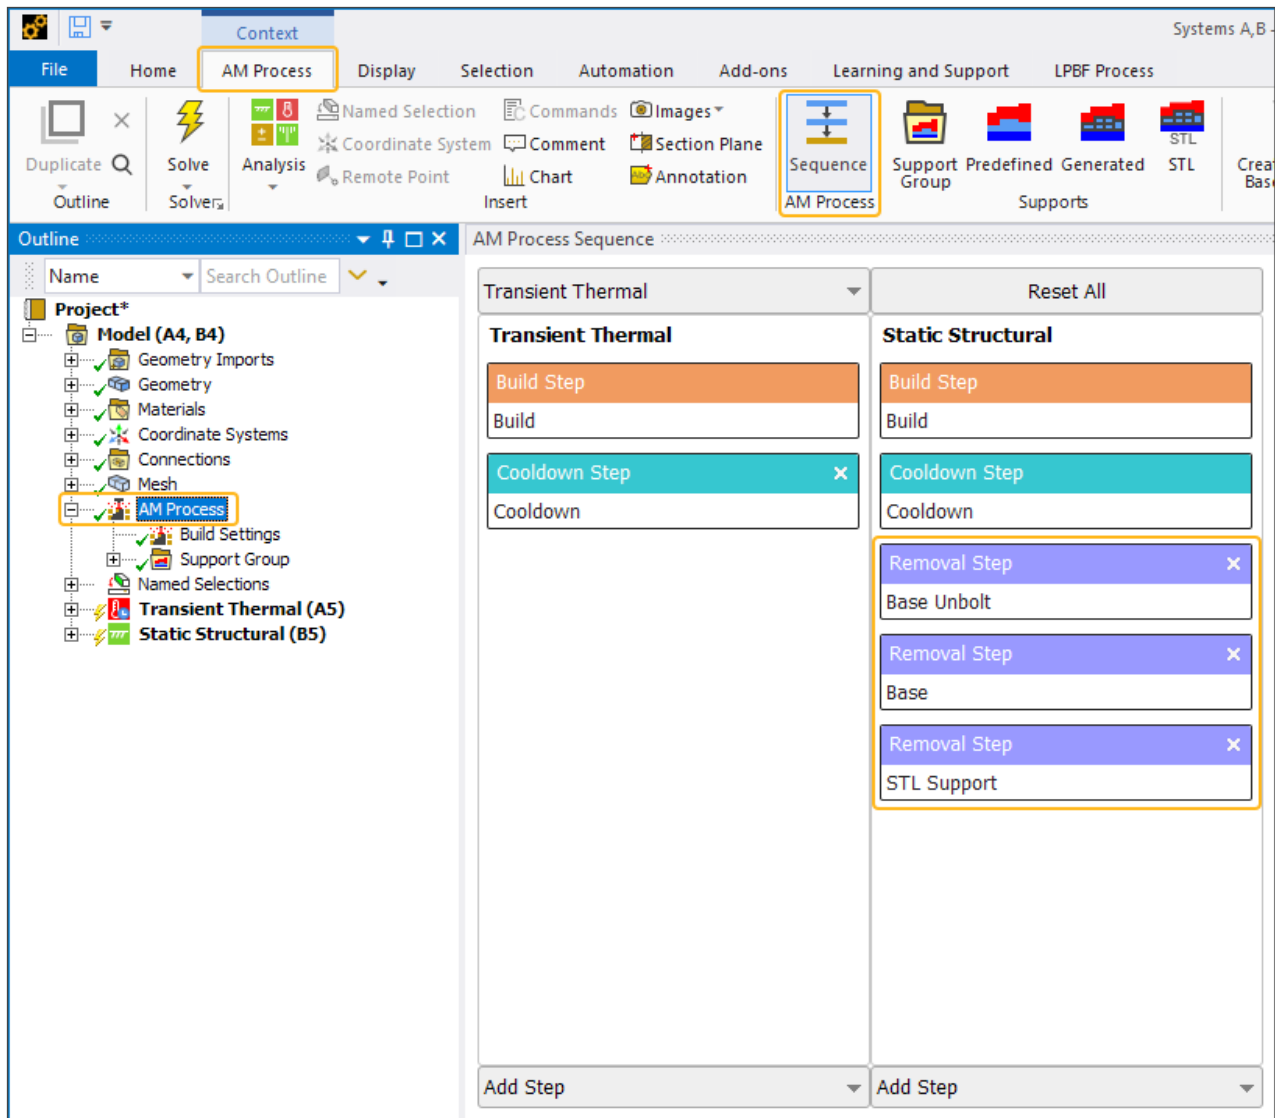 Context
Systems A,B -
File Home AM Process Display Selection Automation Add-ons Learning and Support LPBF Process
Named Selection Commands Images
Coordinate System Comment Section Plane
Remote Point Chart Annotation
Duplicate Solve Analysis Sequence Support Group Predefined Generated STL STL
Outline Solvers Insert AM Process Supports
Outline
Name Search Outline
Project*
Model (A4, B4)
Geometry Imports
Geometry
Materials
Coordinate Systems
Connections
Mesh
AM Process
Build Settings
Support Group
Named Selections
Transient Thermal (A5)
Static Structural (B5)
AM Process Sequence
Transient Thermal Reset All
Transient Thermal
Build Step
Build
Cooldown Step
Cooldown
Add Step
Static Structural
Build Step
Build
Cooldown Step
Cooldown
Removal Step
Base Unbolt
Removal Step
Base
Removal Step
STL Support
Add Step